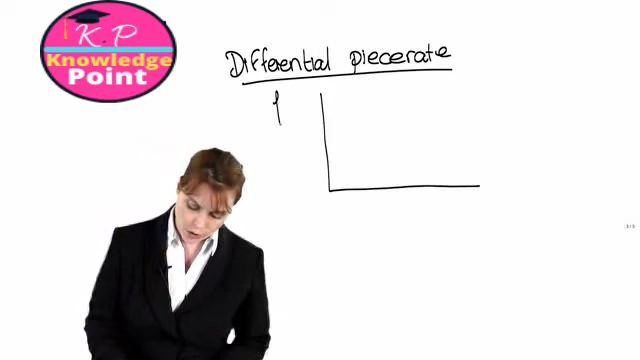 K.P
Knowledge
Point
Differential piecerate